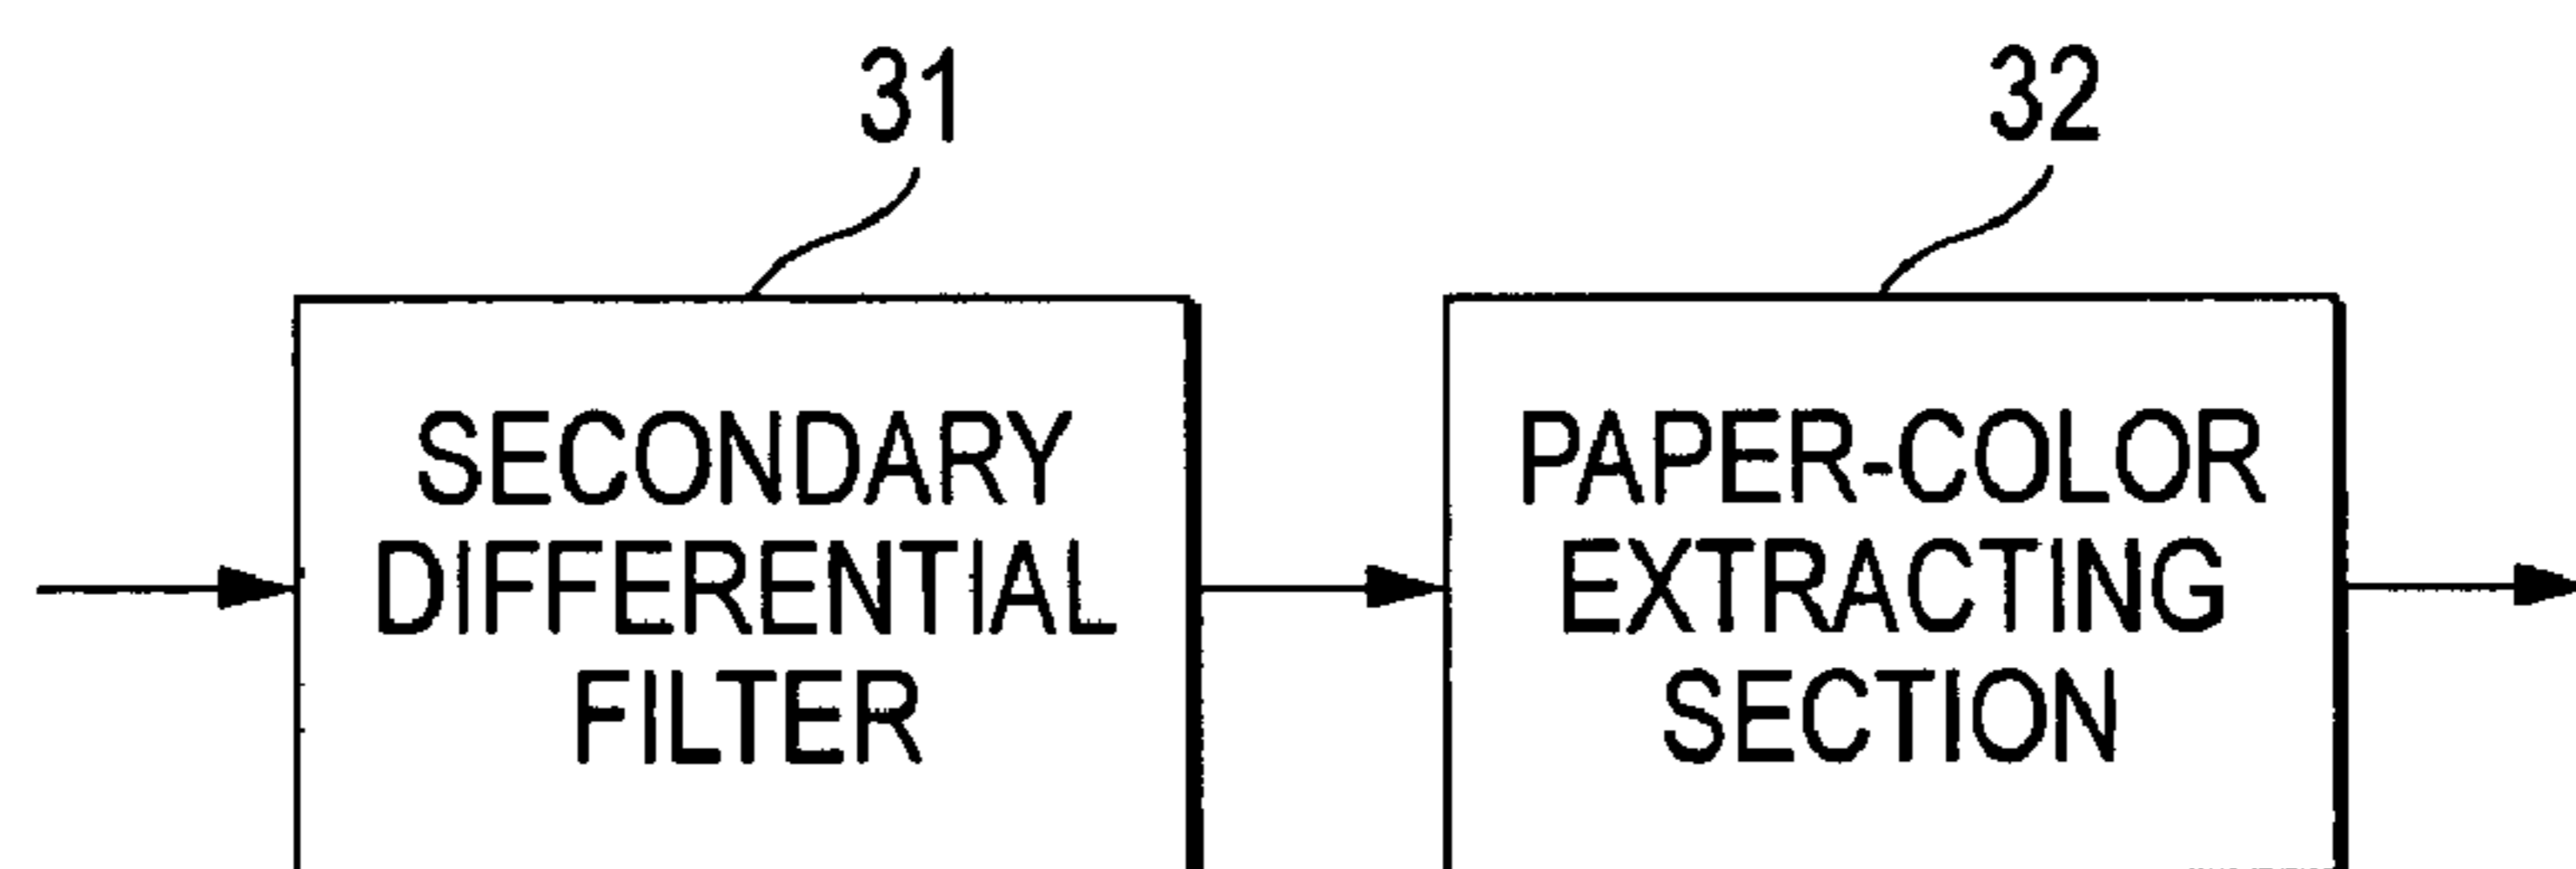 31
32
SECONDARY
DIFFERENTIAL
FILTER
PAPER-COLOR
EXTRACTING
SECTION